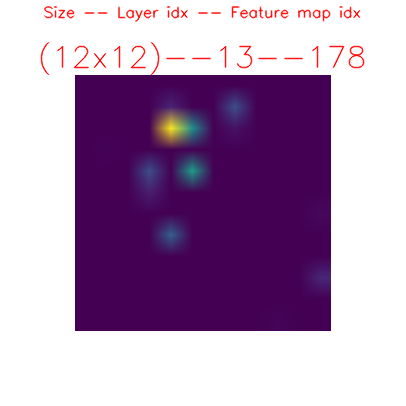 Size -- Layer idx -- Feature map idx
(12x12)--13--178